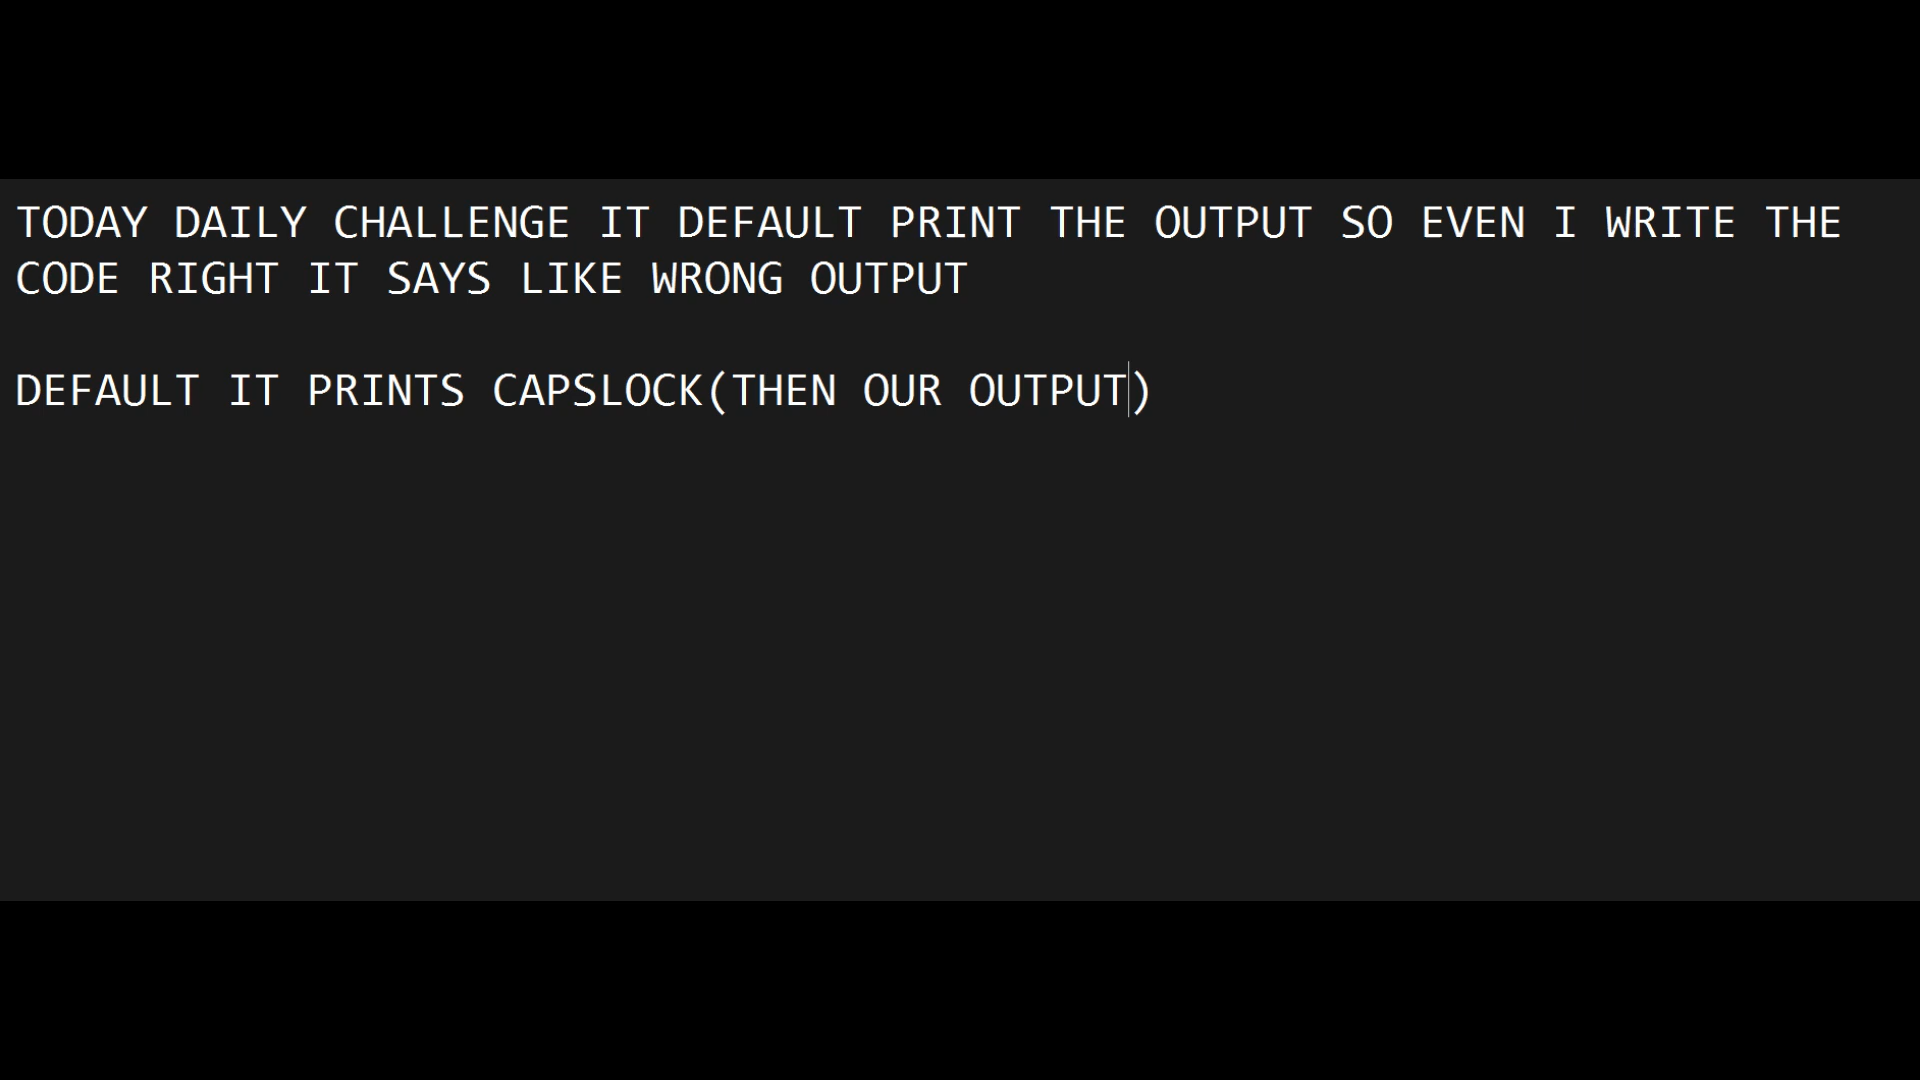 TODAY DAILY CHALLENGE IT DEFAULT PRINT THE OUTPUT SO EVEN I WRITE THE
CODE RIGHT IT SAYS LIKE WRONG OUTPUT
DEFAULT IT PRINTS CAPSLOCK(THEN OUR OUTPUT)